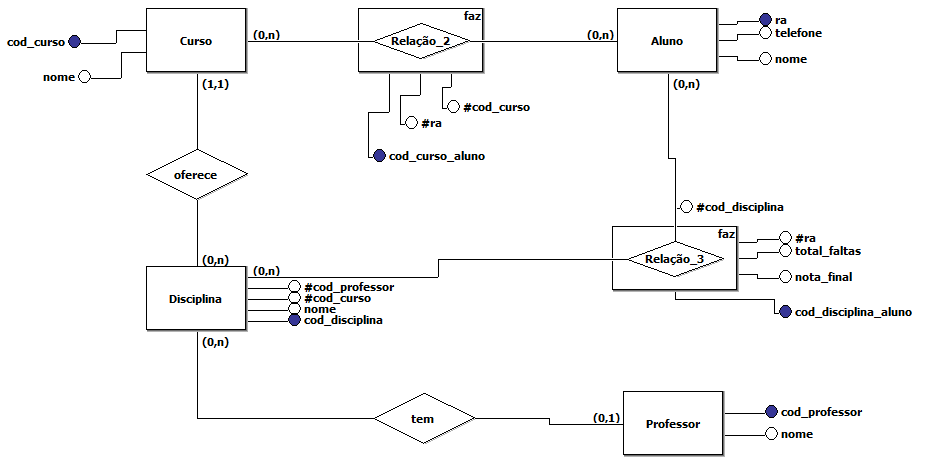 faz
Curso
(0,n)
Relação_2
(0,n)
Aluno
ra
telefone
nome
cod_curso
nome
(1,1)
(0,n)
#cod_curso
#ra
cod_curso_aluno
oferece
#cod_disciplina
faz
#ra
total_faltas
Relação_3
nota_final
cod_disciplina_aluno
(0,n)
(0,n)
#cod_professor
#cod_curso
nome
cod_disciplina
Disciplina
(0,n)
tem
(0,1)
Professor
cod_professor
nome